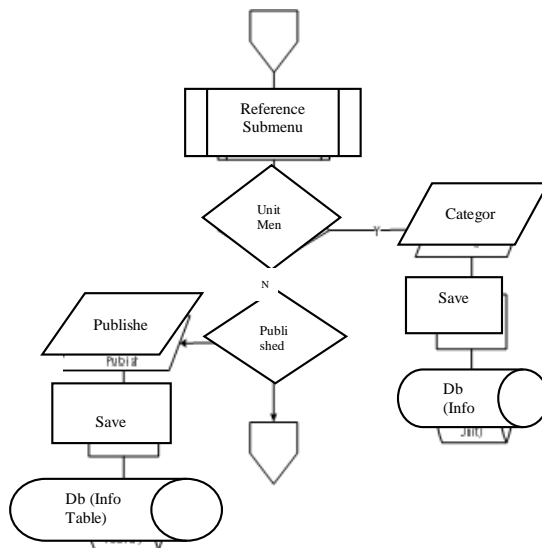 Reference
Submenu
Unit
Men
Y
Categor
N
Save
Publi
shed
Publishe
Db
(Info
Save
Db (Info
Table)